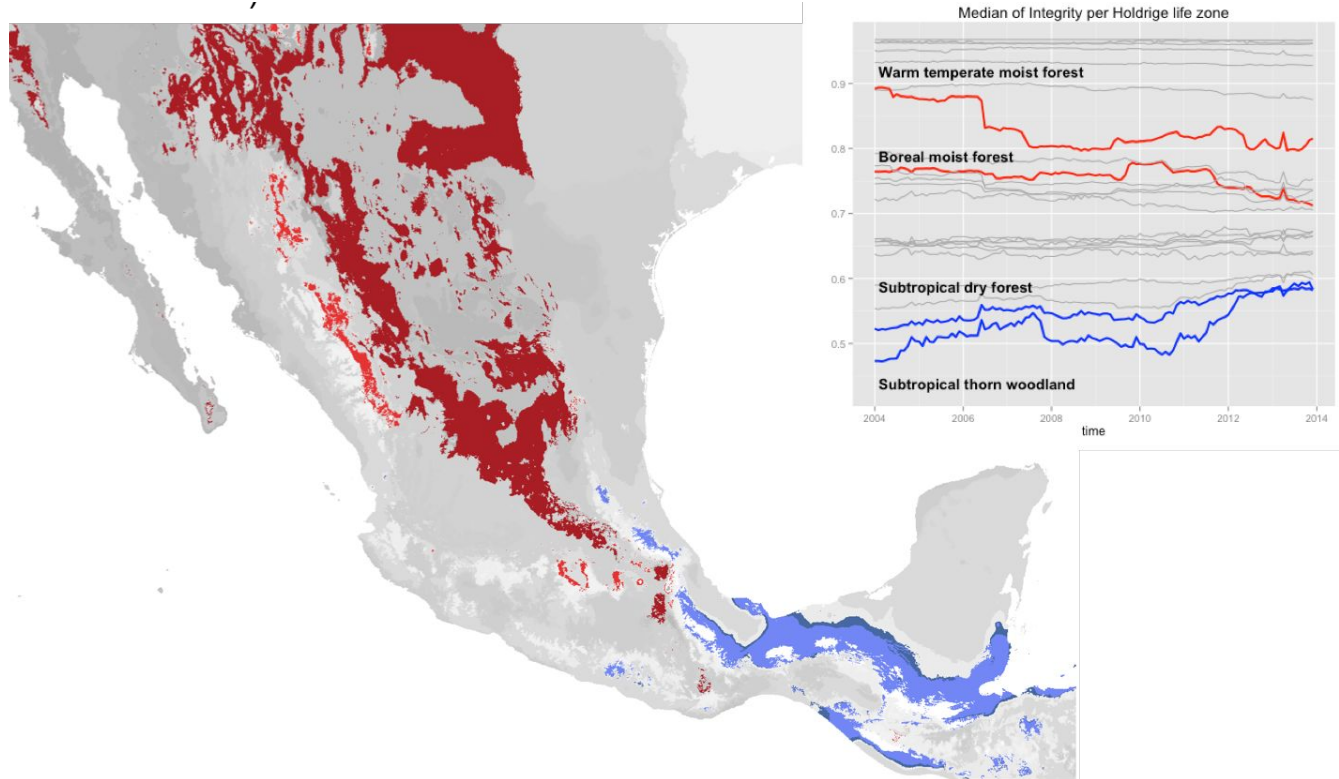 Median of Integrity per Holdrige life zone
0.9
Warm temperate moist forest
0.8
Boreal moist forest
0.7
0.6
Subtropical dry forest
0.5
Subtropical thorn woodland
2004 2006 2008 2010 2012 2014
time